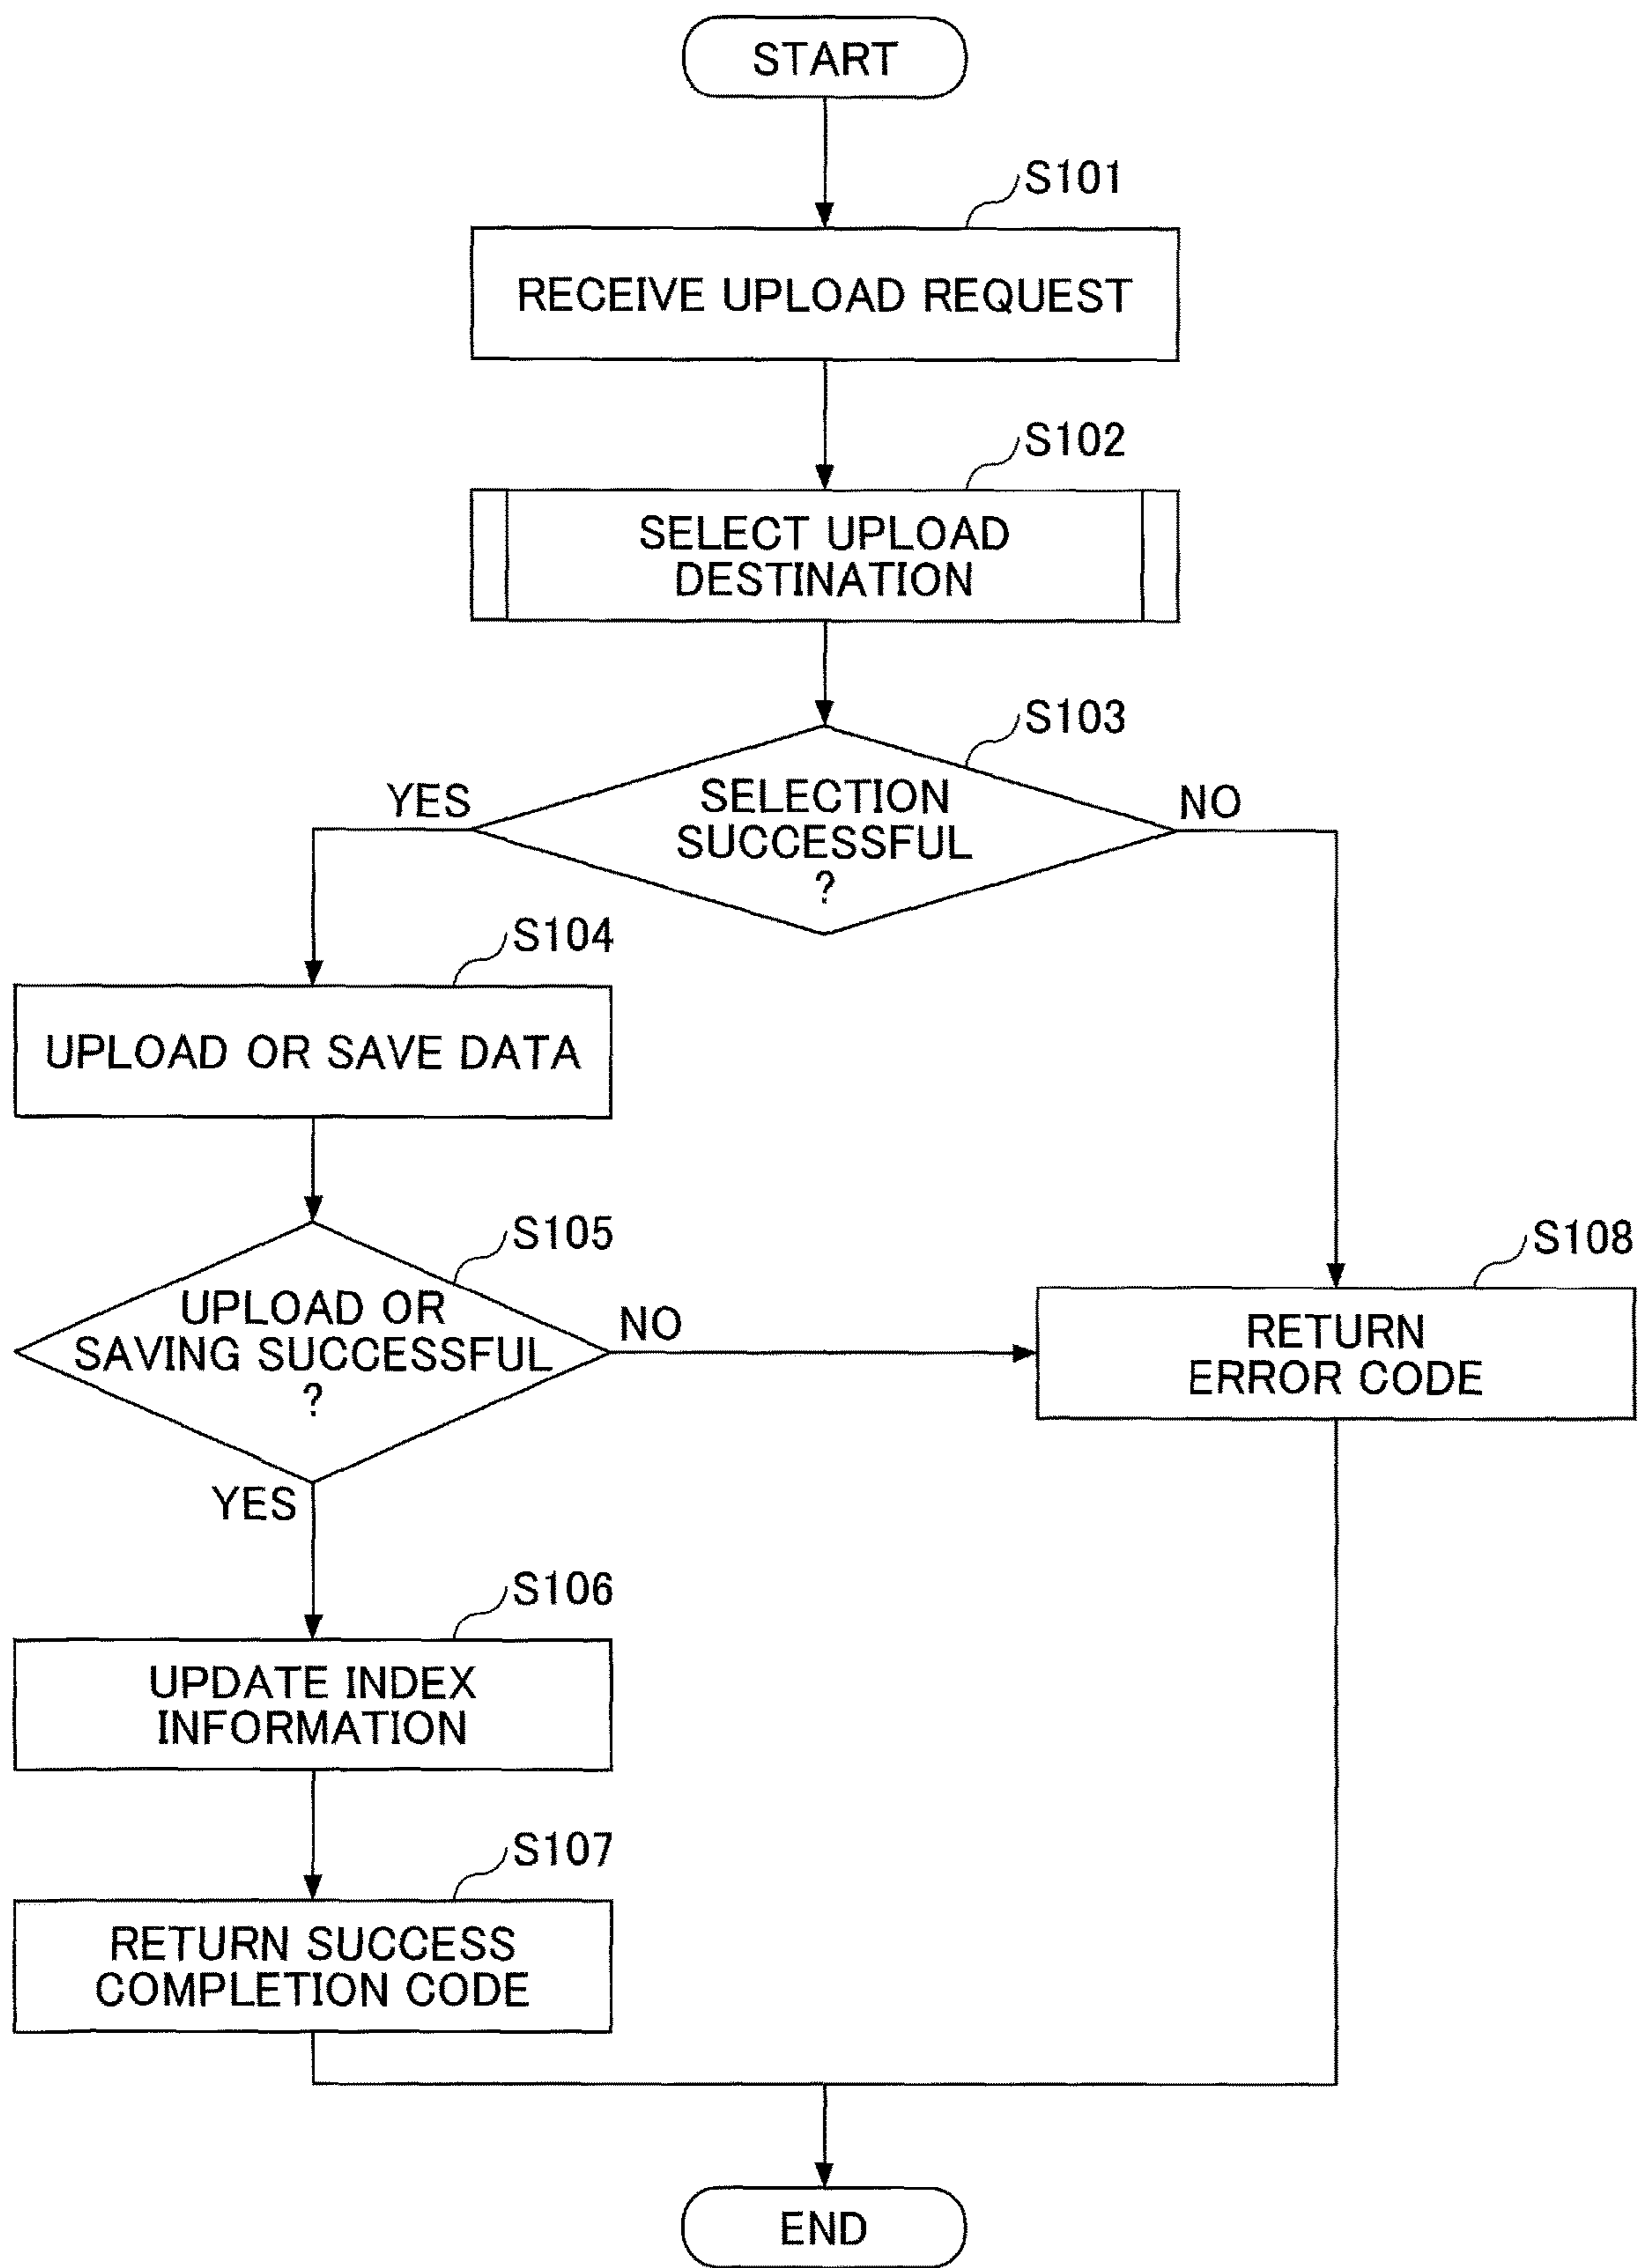 START
S101
RECEIVE UPLOAD REQUEST
S102
SELECT UPLOAD
DESTINATION
S103
SELECTION
SUCCESSFUL
?
YES
NO
S104
UPLOAD OR SAVE DATA
S105
UPLOAD OR
SAVING SUCCESSFUL
?
NO
YES
S108
RETURN
ERROR CODE
S106
UPDATE INDEX
INFORMATION
S107
RETURN SUCCESS
COMPLETION CODE
END